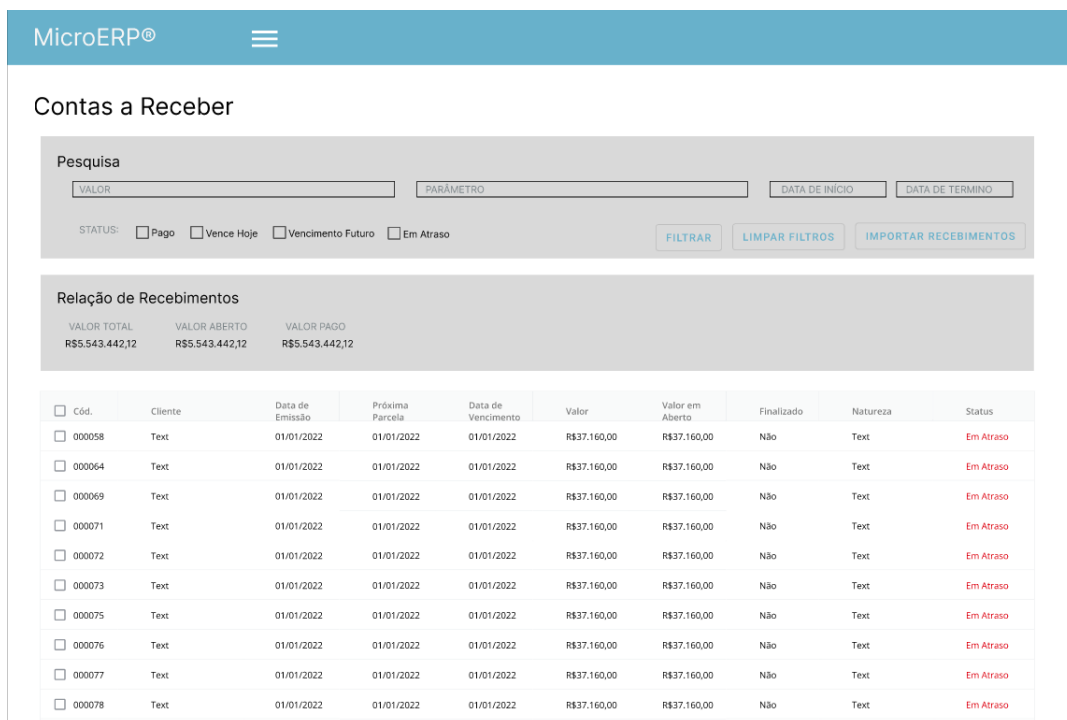 MicroERP®
Contas a Receber
Pesquisa
VALOR PARÂMETRO DATA DE INÍCIO DATA DE TERMINO
STATUS: Pago Vence Hoje Vencimento Futuro Em Atraso FILTRAR LIMPAR FILTROS IMPORTAR RECEBIMENTOS
Relação de Recebimentos
VALOR TOTAL VALOR ABERTO VALOR PAGO
R$5.543.442,12 R$5.543.442,12 R$5.543.442,12
Cód. Cliente Data de Emissão Próxima Parcela Data de Vencimento Valor Valor em Aberto Finalizado Natureza Status
000058 Text 01/01/2022 01/01/2022 01/01/2022 R$37.160,00 R$37.160,00 Não Text Em Atraso
000064 Text 01/01/2022 01/01/2022 01/01/2022 R$37.160,00 R$37.160,00 Não Text Em Atraso
000069 Text 01/01/2022 01/01/2022 01/01/2022 R$37.160,00 R$37.160,00 Não Text Em Atraso
000071 Text 01/01/2022 01/01/2022 01/01/2022 R$37.160,00 R$37.160,00 Não Text Em Atraso
000072 Text 01/01/2022 01/01/2022 01/01/2022 R$37.160,00 R$37.160,00 Não Text Em Atraso
000073 Text 01/01/2022 01/01/2022 01/01/2022 R$37.160,00 R$37.160,00 Não Text Em Atraso
000075 Text 01/01/2022 01/01/2022 01/01/2022 R$37.160,00 R$37.160,00 Não Text Em Atraso
000076 Text 01/01/2022 01/01/2022 01/01/2022 R$37.160,00 R$37.160,00 Não Text Em Atraso
000077 Text 01/01/2022 01/01/2022 01/01/2022 R$37.160,00 R$37.160,00 Não Text Em Atraso
000078 Text 01/01/2022 01/01/2022 01/01/2022 R$37.160,00 R$37.160,00 Não Text Em Atraso